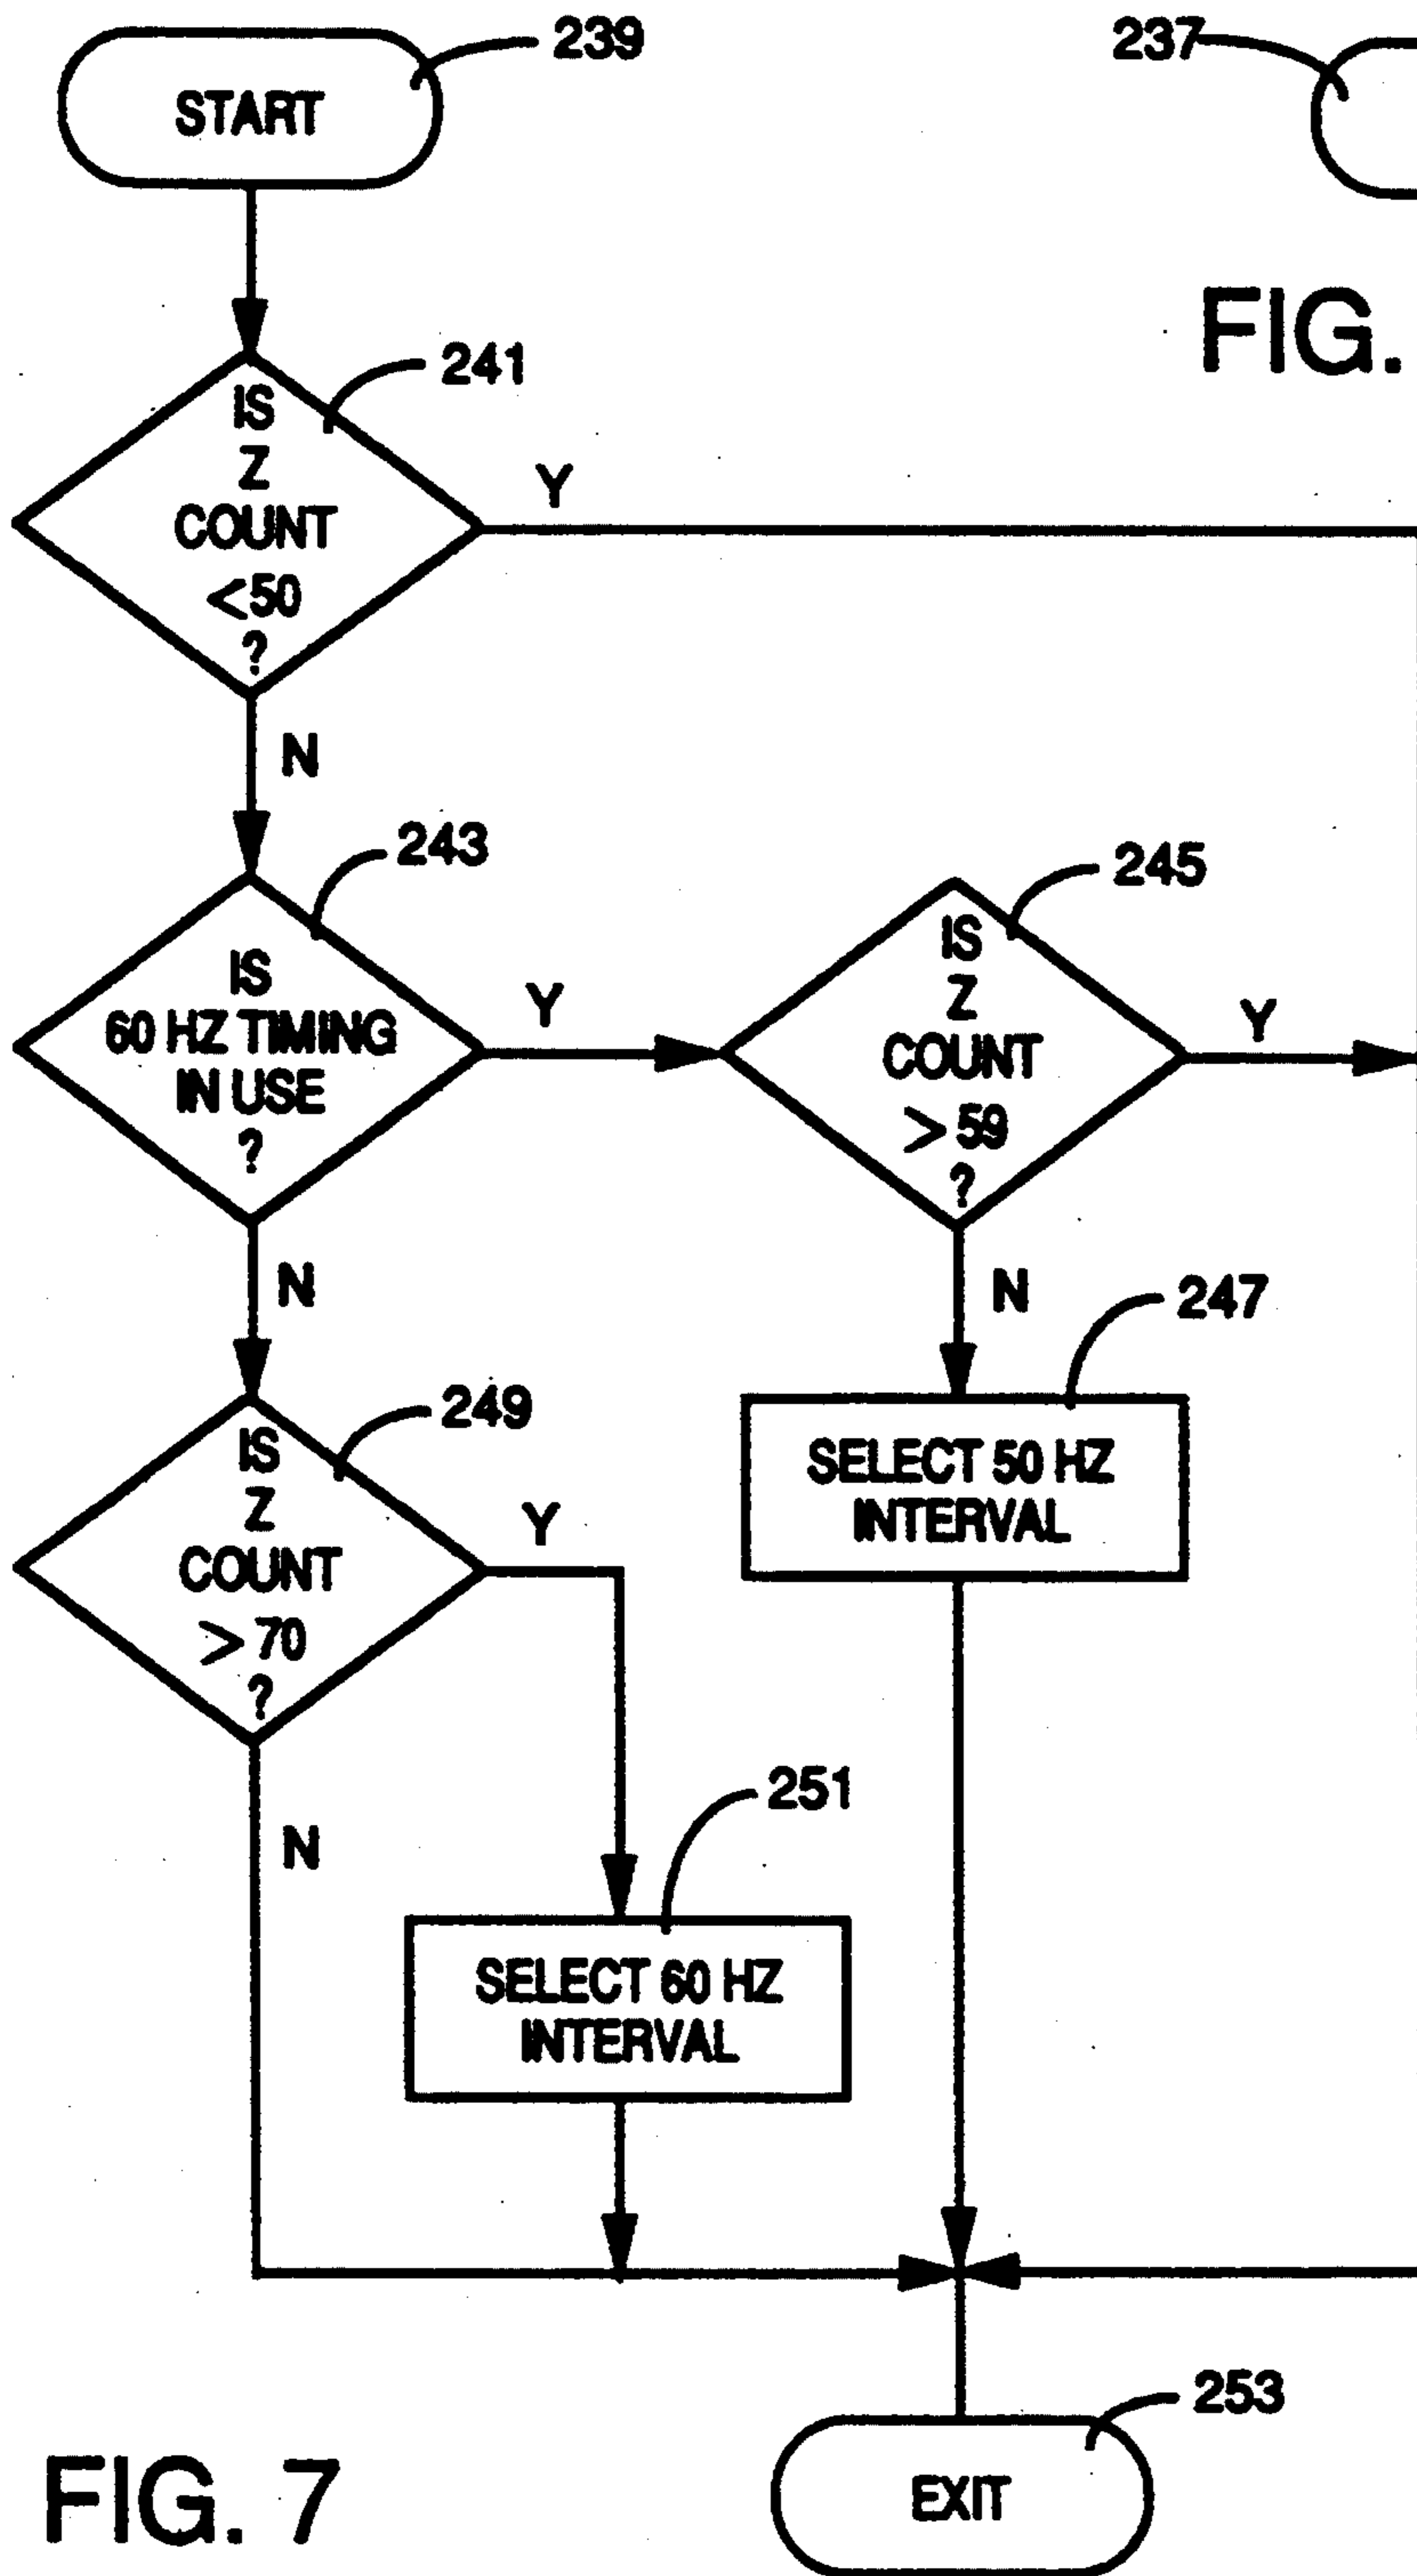 239
START
237
FIG.
241
IS
Z
COUNT
<50
?
Y
N
243
IS
60 HZ TIMING
IN USE
?
Y
245
IS
Z
COUNT
> 59
?
Y
N
N
247
SELECT 50 HZ
INTERVAL
249
IS
Z
COUNT
> 70
?
Y
N
251
SELECT 60 HZ
INTERVAL
253
EXIT
FIG. 7